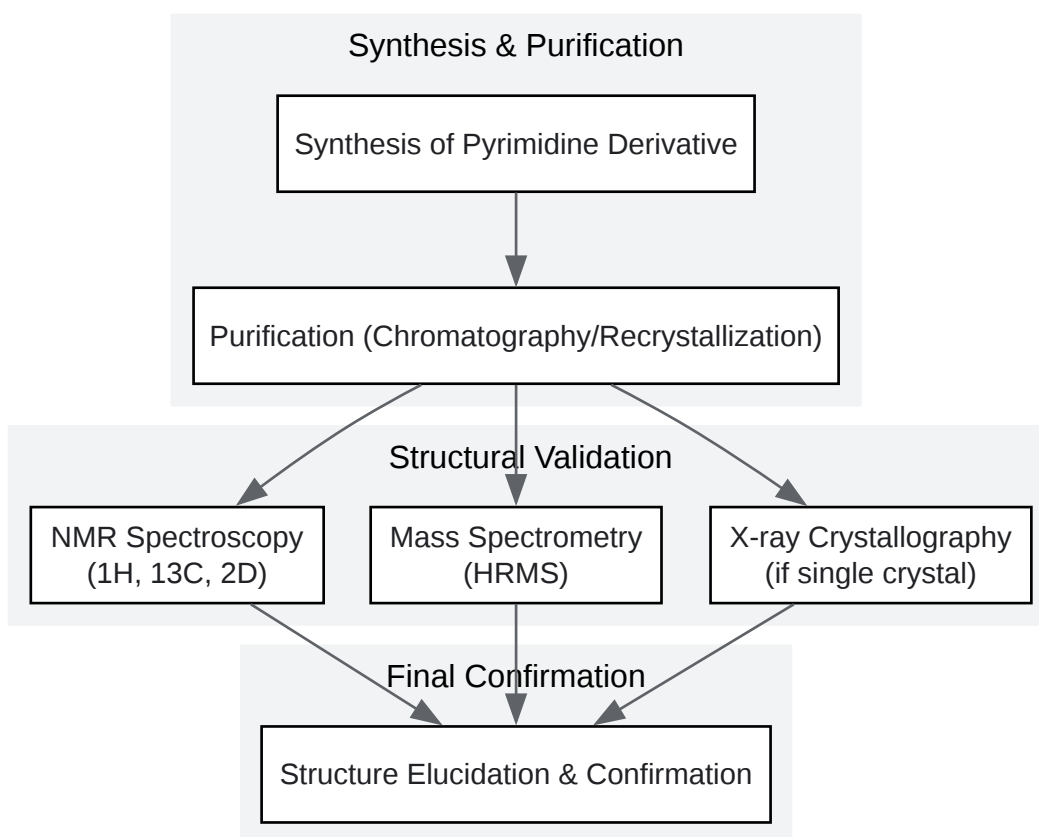 Synthesis & Purification
Synthesis of Pyrimidine Derivative
Purification (Chromatography/Recrystallization)
Structural Validation
NMR Spectroscopy
(1H, 13C, 2D)
Mass Spectrometry
(HRMS)
X-ray Crystallography
(if single crystal)
Final Confirmation
Structure Elucidation & Confirmation